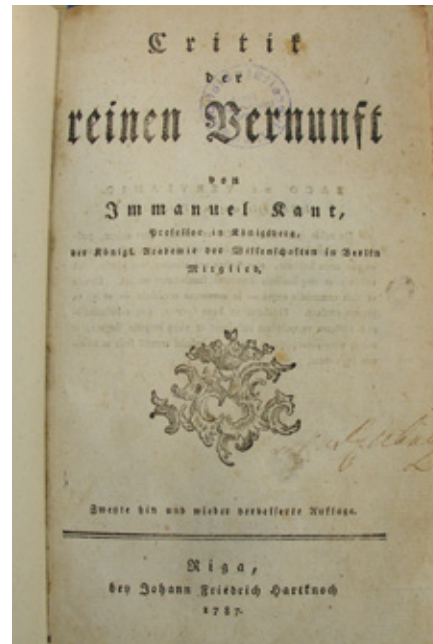 Critik
der
reinen Vernunft
von
Immanuel Kant,
Professor in Königsberg,
der Königl. Academie der Wissenschaften in Berlin
Mitglied.
Zweyte hin und wieder verbesserte Auflage.
Riga,
bey Johann Friedrich Hartknoch
1787.